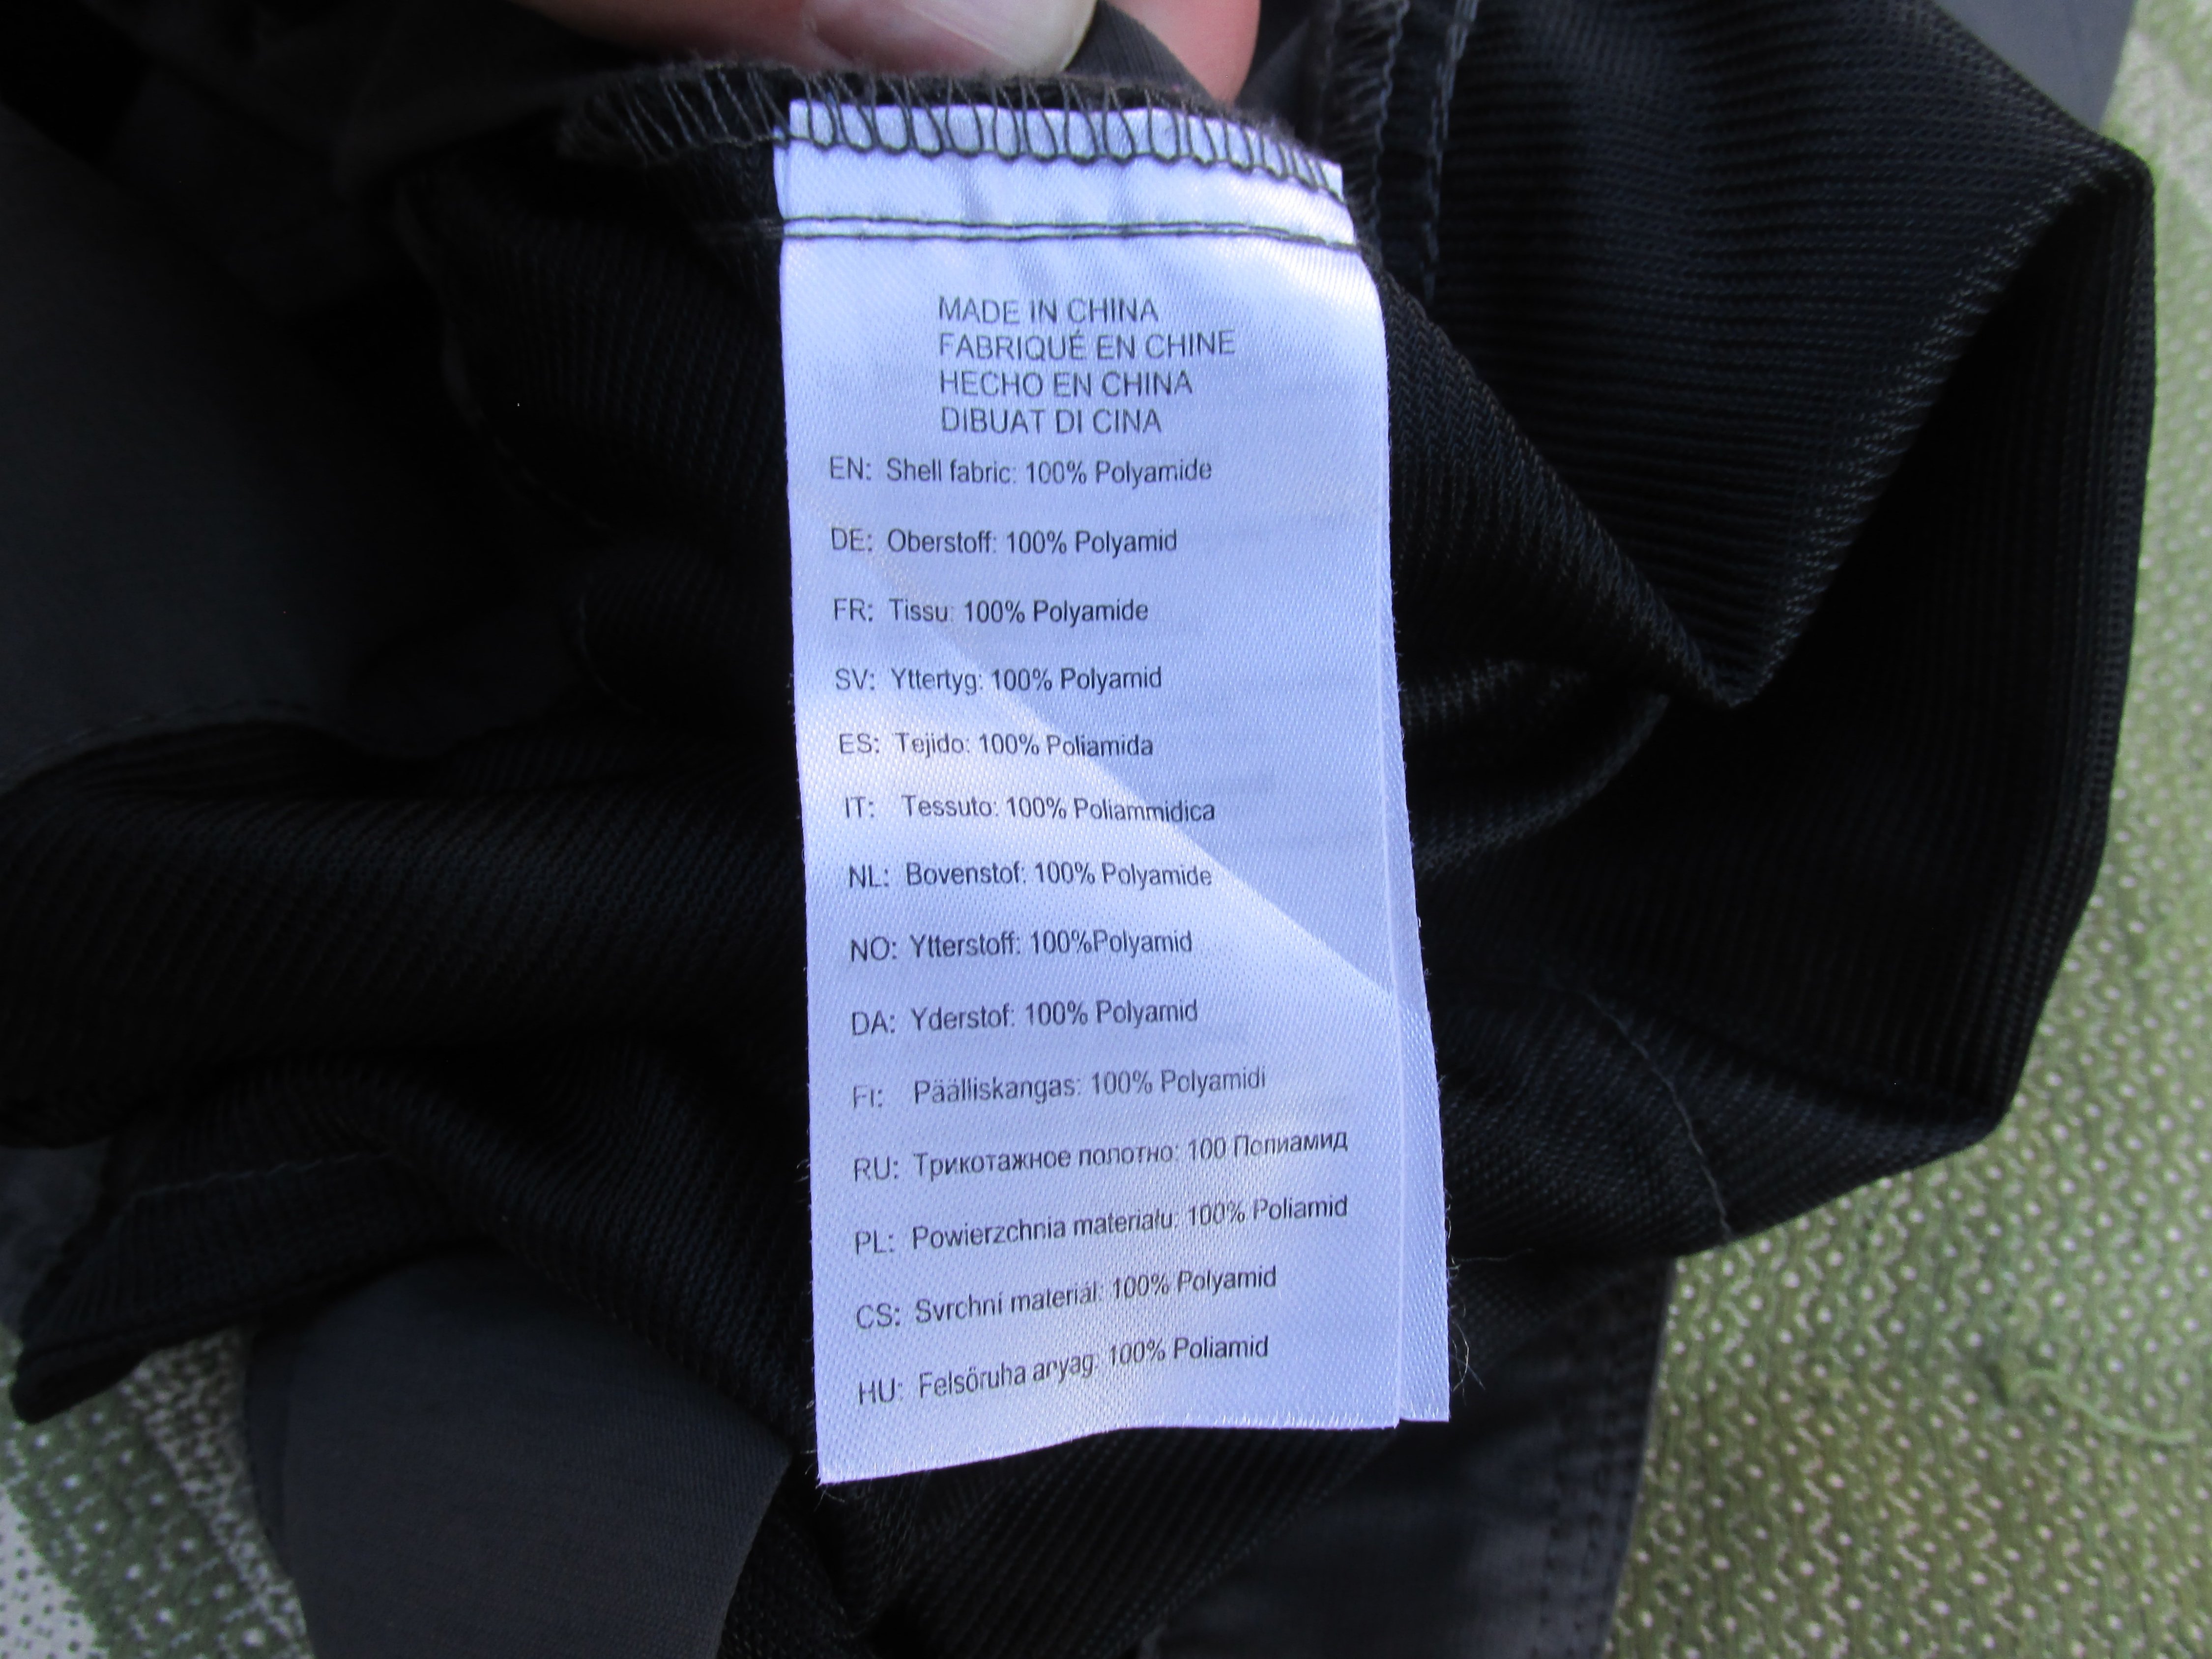 MADE IN CHINA
FABRIQUÉ EN CHINE
HECHO EN CHINA
DIBUAT DI CINA
EN: Shell fabric: 100% Polyamide
DE: Oberstoff: 100% Polyamid
FR: Tissu: 100% Polyamide
SV: Yttertyg: 100% Polyamid
ES: Tejido: 100% Poliamida
IT: Tessuto: 100% Poliammidica
NL: Bovenstof: 100% Polyamide
NO: Ytterstoff: 100%Polyamid
DA: Yderstof: 100% Polyamid
FI: Päälliskangas: 100% Polyamidi
RU: Трикотажное полотно: 100 Полиамид
PL: Powierzchnia materiału: 100% Poliamid
CS: Svrchní materiál: 100% Polyamid
HU: Felsőruha aryag: 100% Poliamid